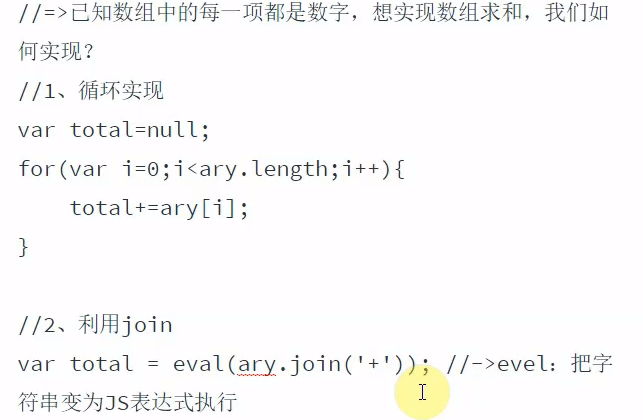 //=>已知数组中的每一项都是数字，想实现数组求和，我们如
何实现？
//1、循环实现
var total=null;
for(var i=0;i<ary.length;i++){
    total+=ary[i];
}
//2、利用join
var total = eval(ary.join('+')); //->evel：把字
符串变为JS表达式执行